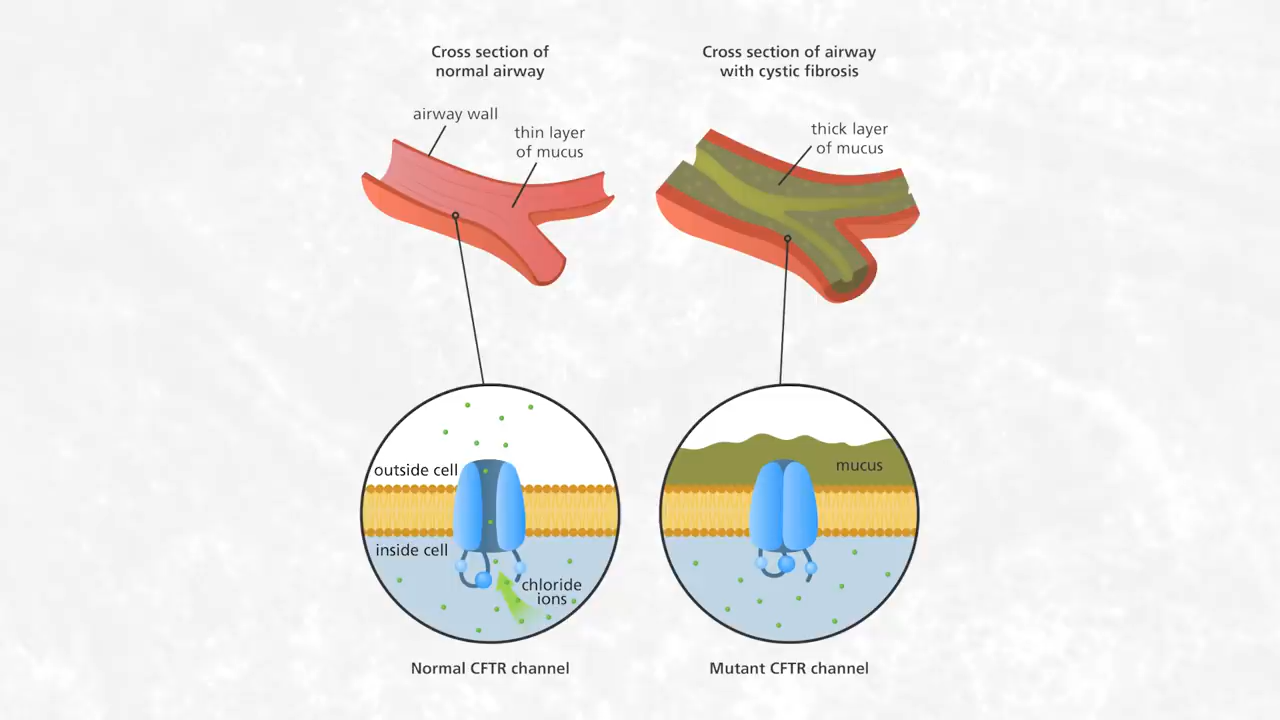 Cross section of
normal airway
Cross section of airway
with cystic fibrosis
airway wall
thin layer
of mucus
thick layer
of mucus
outside cell
mucus
inside cell
chloride
ions
Normal CFTR channel
Mutant CFTR channel